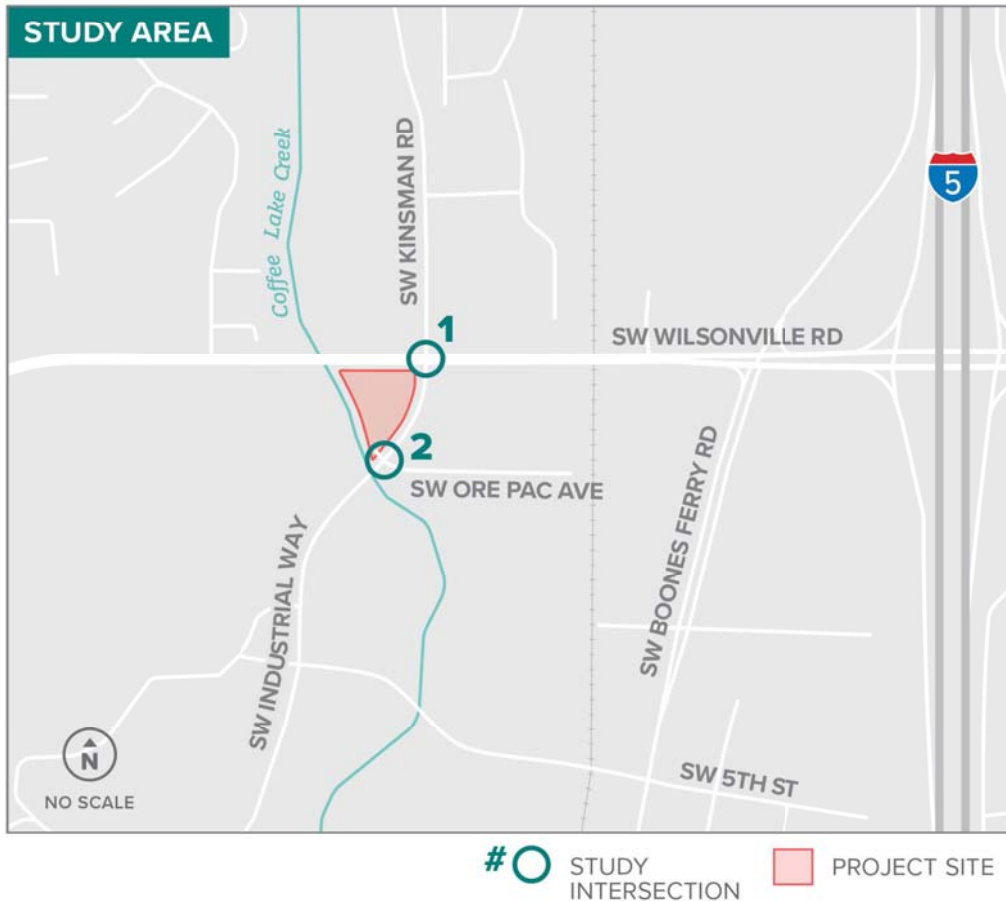 STUDY AREA
Coffee Lake Creek
SW KINSMAN RD
5
1
SW WILSONVILLE RD
2
SW ORE PAC AVE
SW BOONES FERRY RD
SW INDUSTRIAL WAY
N
NO SCALE
SW 5TH ST
# STUDY
INTERSECTION
PROJECT SITE